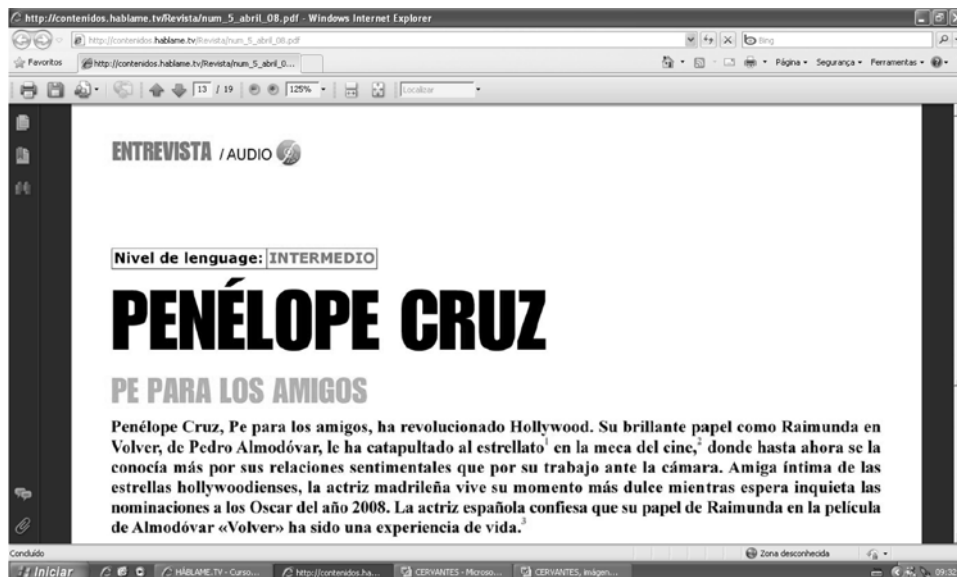 http://contenidos.hablame.tv/Revista/num_5_abril_08.pdf - Windows Internet Explorer
http://contenidos.hablame.tv/Revista/num_5_abril_08.pdf Bing
Favoritos http://contenidos.hablame.tv/Revista/num_5_abril_0... Página Segurança Ferramentas
13 / 19 125% Localizar
ENTREVISTA / AUDIO
Nivel de lenguage: INTERMEDIO
PENÉLOPE CRUZ
PE PARA LOS AMIGOS
Penélope Cruz, Pe para los amigos, ha revolucionado Hollywood. Su brillante papel como Raimunda en
Volver, de Pedro Almodóvar, le ha catapultado al estrellato1 en la meca del cine,2 donde hasta ahora se la
conocía más por sus relaciones sentimentales que por su trabajo ante la cámara. Amiga íntima de las
estrellas hollywoodienses, la actriz madrileña vive su momento más dulce mientras espera inquieta las
nominaciones a los Oscar del año 2008. La actriz española confiesa que su papel de Raimunda en la película
de Almodóvar «Volver» ha sido una experiencia de vida.3
Concluído Zona desconhecida
Iniciar HÁBLAME.TV - Curso... http://contenidos.ha... CERVANTES - Microso... CERVANTES, imágen... 09:32